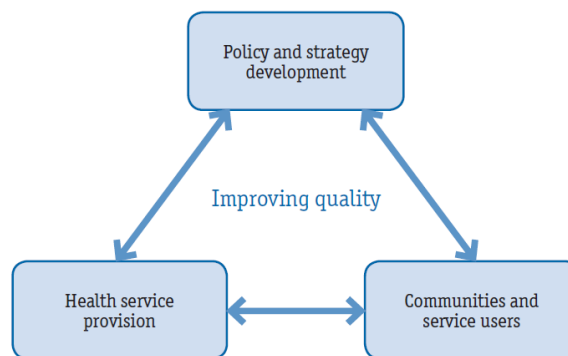 Policy and strategy
development
Improving quality
Health service
provision
Communities and
service users